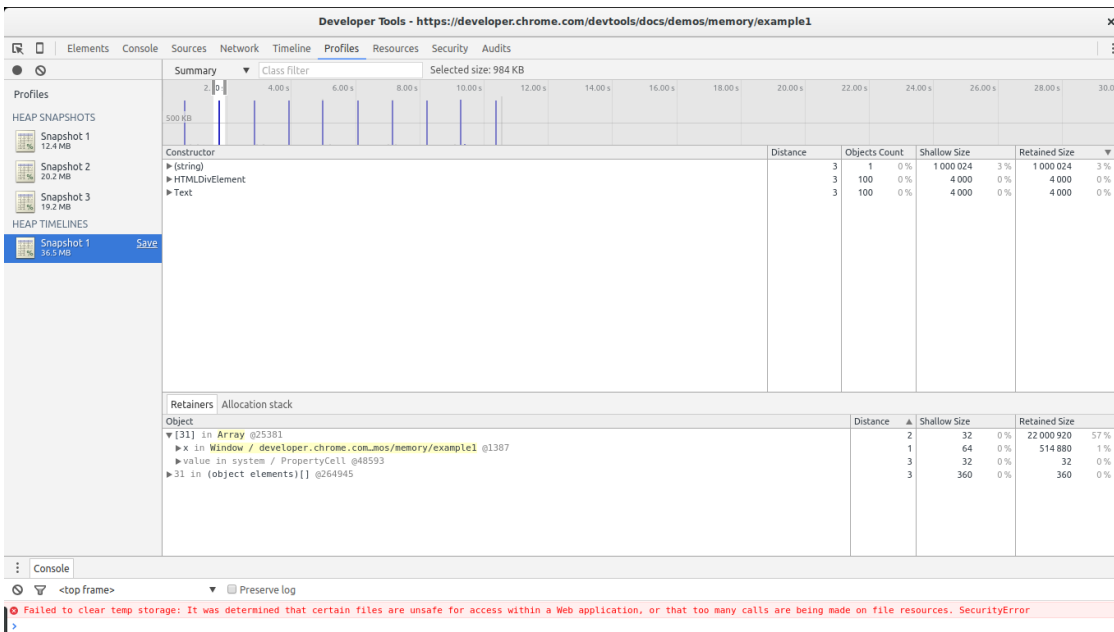 Developer Tools - https://developer.chrome.com/devtools/docs/demos/memory/example1
Elements Console Sources Network Timeline Profiles Resources Security Audits
Summary ▼ Class filter Selected size: 984 KB
Profiles
HEAP SNAPSHOTS
Snapshot 1
12.4 MB
Snapshot 2
20.2 MB
Snapshot 3
19.2 MB
HEAP TIMELINES
Snapshot 1 Save
36.5 MB
4.00 s 6.00 s 8.00 s 10.00 s 12.00 s 14.00 s 16.00 s 18.00 s 20.00 s 22.00 s 24.00 s 26.00 s 28.00 s 30.0
500 KB
Constructor Distance Objects Count Shallow Size Retained Size ▼
▶(string) 3 1 0% 1 000 024 3% 1 000 024 3%
▶HTMLDivElement 3 100 0% 4 000 0% 4 000 0%
▶Text 3 100 0% 4 000 0% 4 000 0%
Retainers Allocation stack
Object Distance ▲ Shallow Size Retained Size
▼[31] in Array @25381 2 32 0% 22 000 920 57%
▶x in Window / developer.chrome.com…mos/memory/example1 @1387 1 64 0% 514 880 1%
▶value in system / PropertyCell @48593 3 32 0% 32 0%
▶31 in (object elements)[] @264945 3 360 0% 360 0%
Console
<top frame> ▼ Preserve log
Failed to clear temp storage: It was determined that certain files are unsafe for access within a Web application, or that too many calls are being made on file resources. SecurityError
>